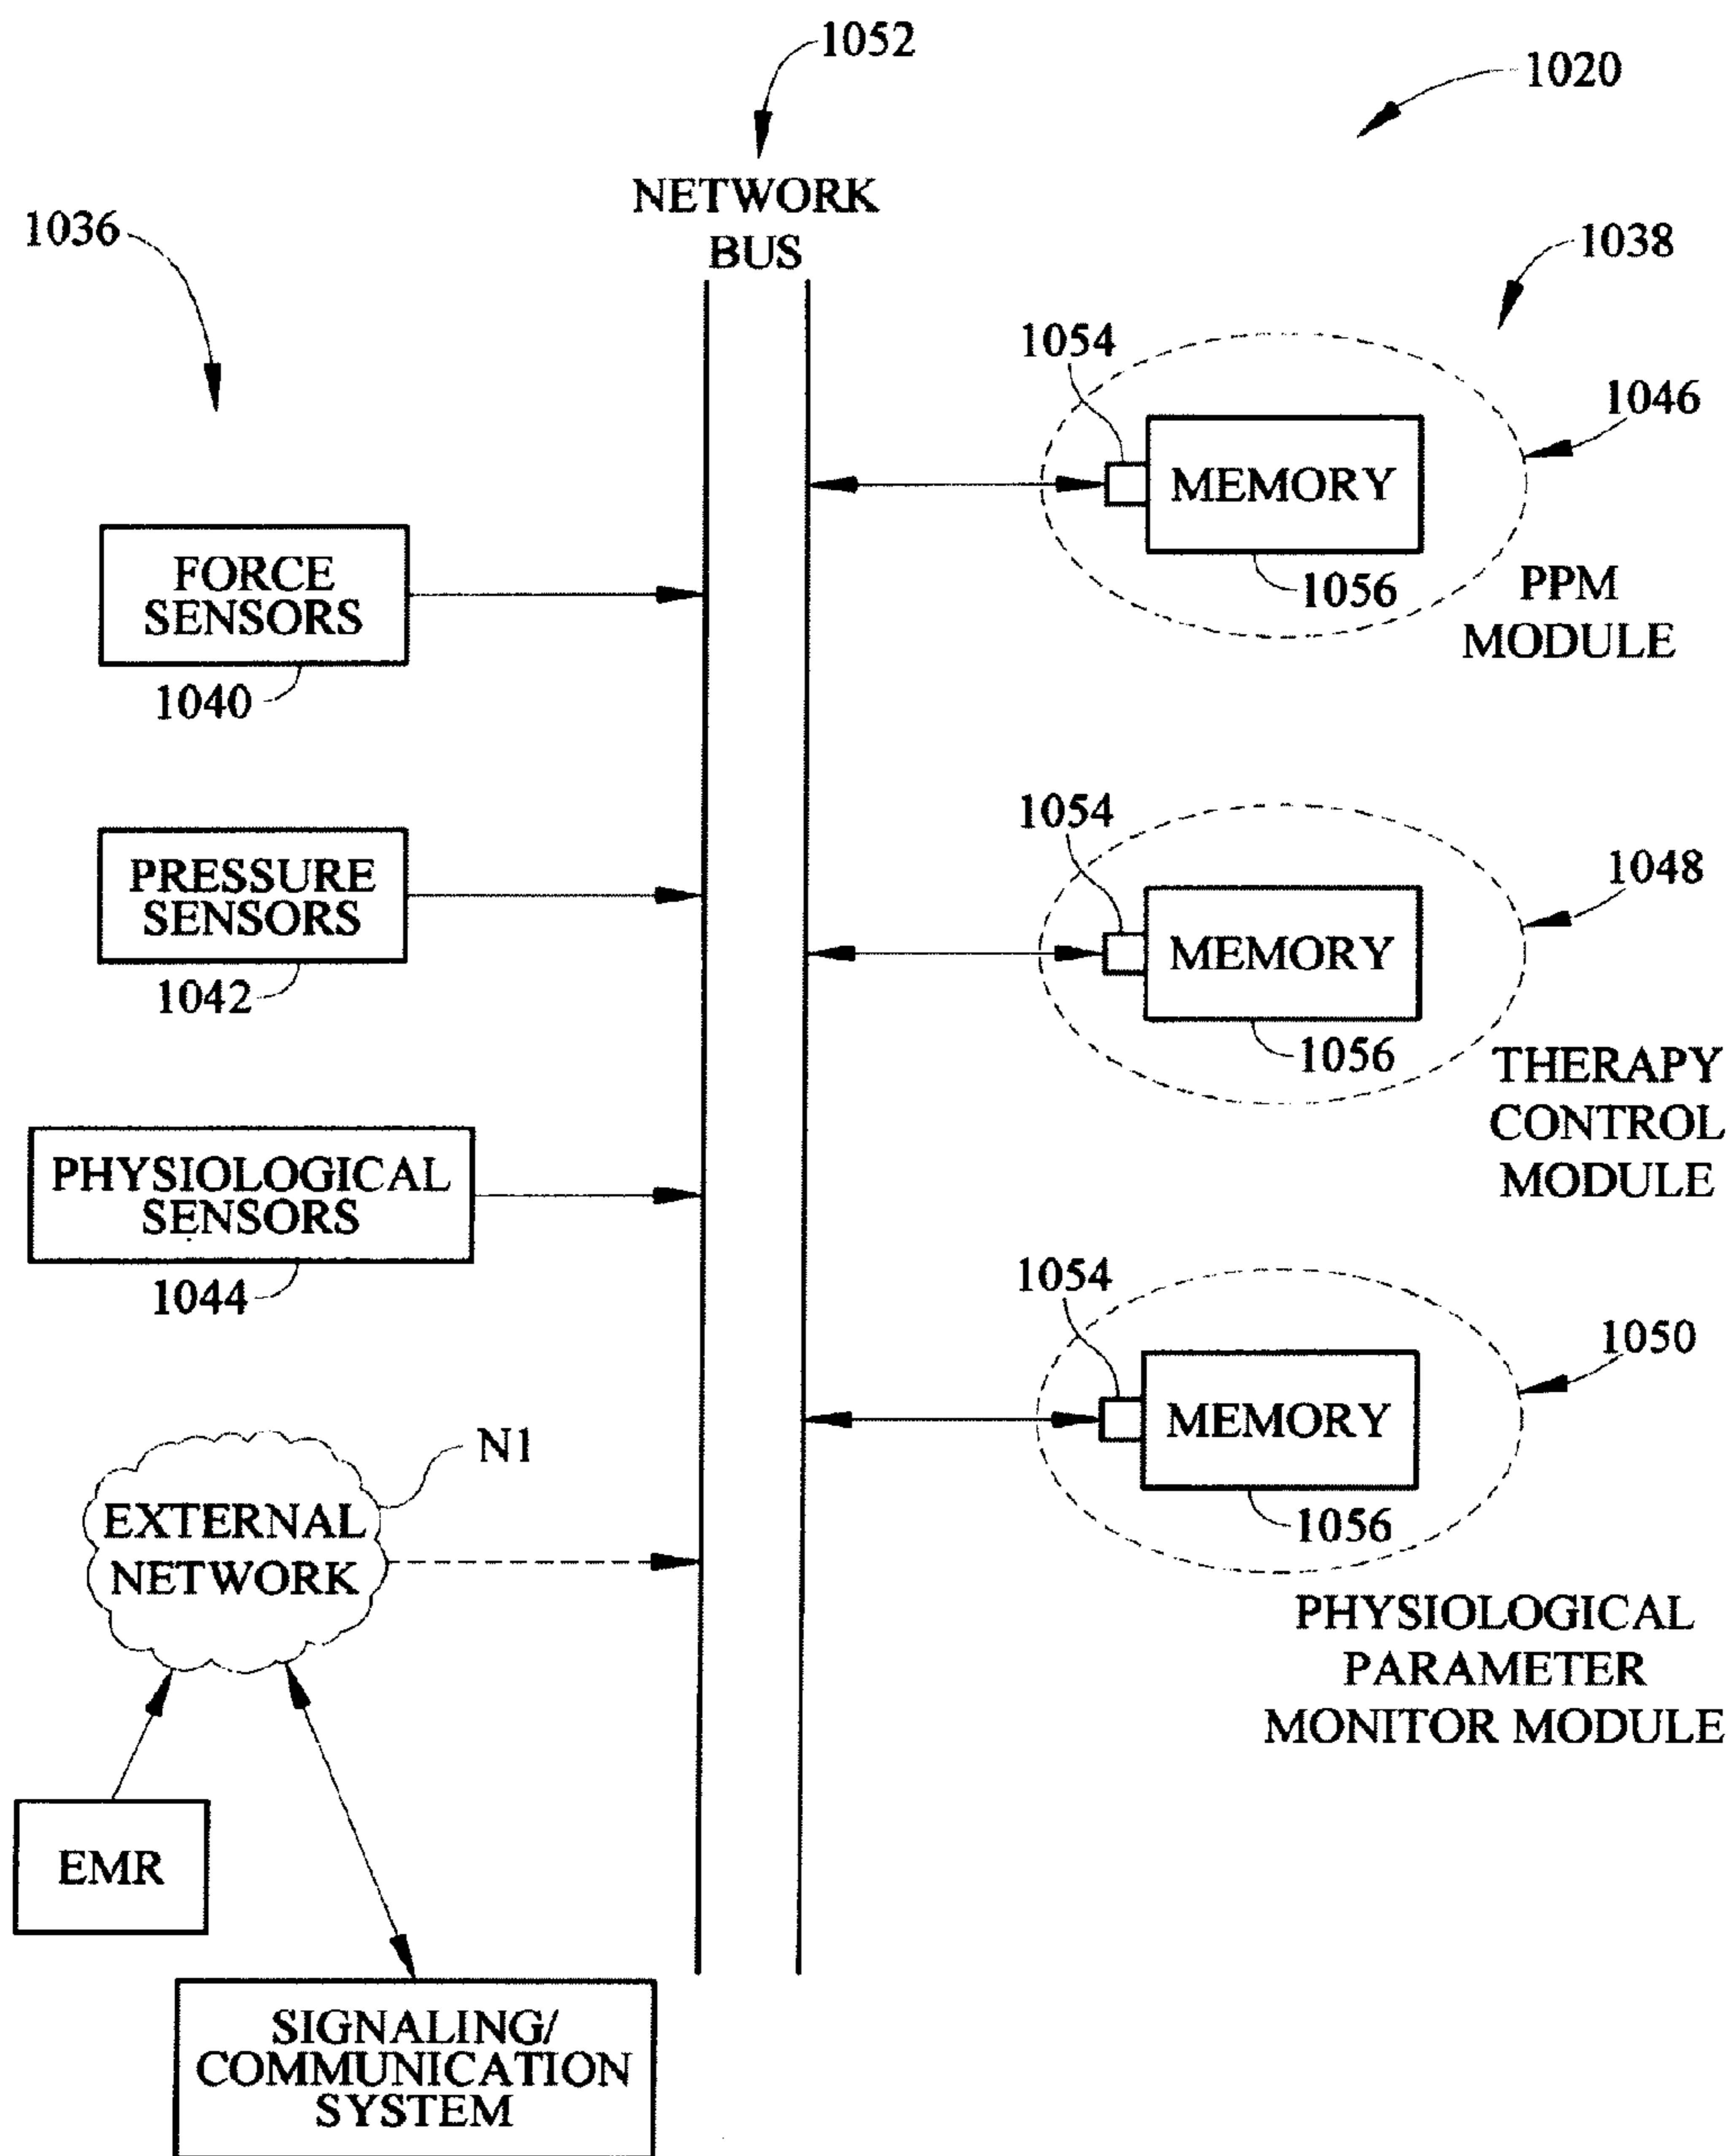 1052
1020
NETWORK
BUS
1036
1038
1054
1046
MEMORY
1056
PPM
MODULE
FORCE
SENSORS
1040
1054
1048
PRESSURE
SENSORS
1042
MEMORY
1056
THERAPY
CONTROL
MODULE
PHYSIOLOGICAL
SENSORS
1044
1054
1050
MEMORY
1056
N1
EXTERNAL
NETWORK
PHYSIOLOGICAL
PARAMETER
MONITOR MODULE
EMR
SIGNALING/
COMMUNICATION
SYSTEM